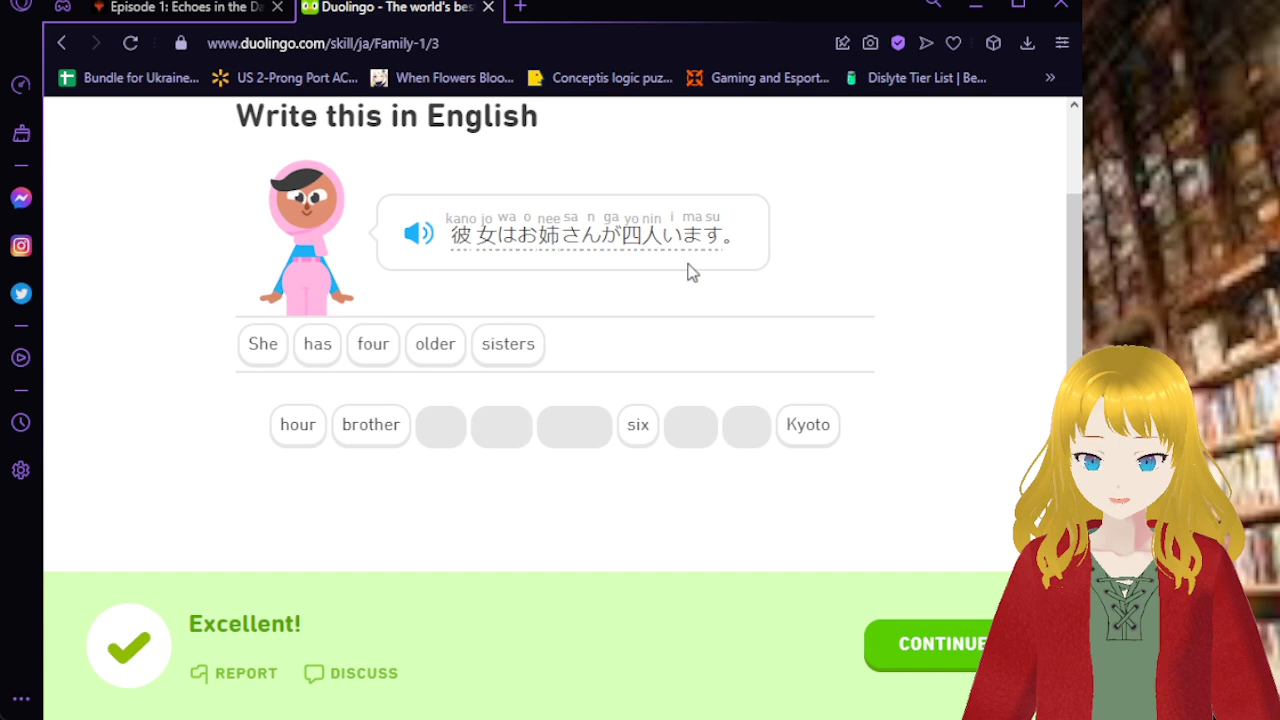 Episode 1: Echoes in the Da
Duolingo - The world's bes
www.duolingo.com/skill/ja/Family-1/3
Bundle for Ukraine...
US 2-Prong Port AC...
When Flowers Bloo...
Conceptis logic puz...
Gaming and Esport...
Dislyte Tier List | Be...
Write this in English
kano jo wa o nee sa n ga yo nin i ma su
彼女はお姉さんが四人います。
She has four older sisters
hour brother six Kyoto
Excellent!
REPORT DISCUSS
CONTINUE